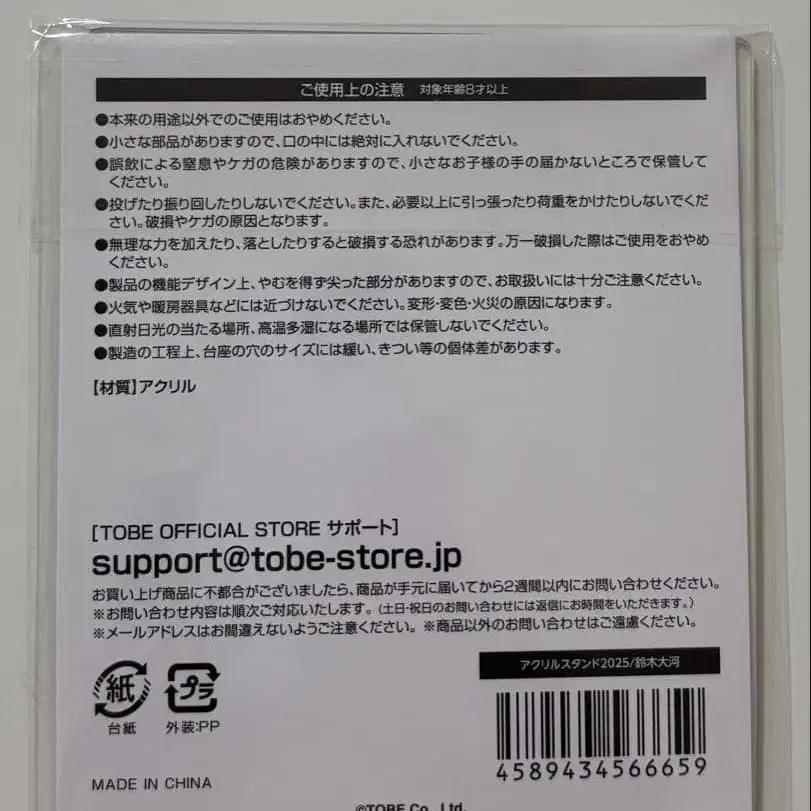 ご使用上の注意 対象年齢8才以上
●本来の用途以外でのご使用はおやめください。
●小さな部品がありますので、口の中には絶対に入れないでください。
●誤飲による窒息やケガの危険がありますので、小さなお子様の手の届かないところで保管して
ください。
●投げたり振り回したりしないでください。また、必要以上に引っ張ったり荷重をかけたりしないでくだ
さい。破損やケガの原因となります。
●無理な力を加えたり、落としたりすると破損する恐れがあります。万一破損した際はご使用をおやめ
ください。
●製品の機能デザイン上、やむを得ず尖った部分がありますので、お取扱いには十分ご注意ください。
●火気や暖房器具などには近づけないでください。変形・変色・火災の原因になります。
●直射日光の当たる場所、高温多湿になる場所では保管しないでください。
●製造の工程上、台座の穴のサイズには緩い、きつい等の個体差があります。
【材質】アクリル
[TOBE OFFICIAL STORE サポート]
support@tobe-store.jp
お買い上げ商品に不都合がございましたら、商品が手元に届いてから2週間以内にお問い合わせください。
※お問い合わせ内容は順次ご対応いたします。(土日・祝日のお問い合わせには返信にお時間をいただきます。)
※メールアドレスはお間違えないようご注意ください。※商品以外のお問い合わせはご遠慮ください。
アクリルスタンド2025/鈴木大河
紙 プラ
台紙 外装:PP
4589434566659
MADE IN CHINA
©TOBE Co., Ltd.